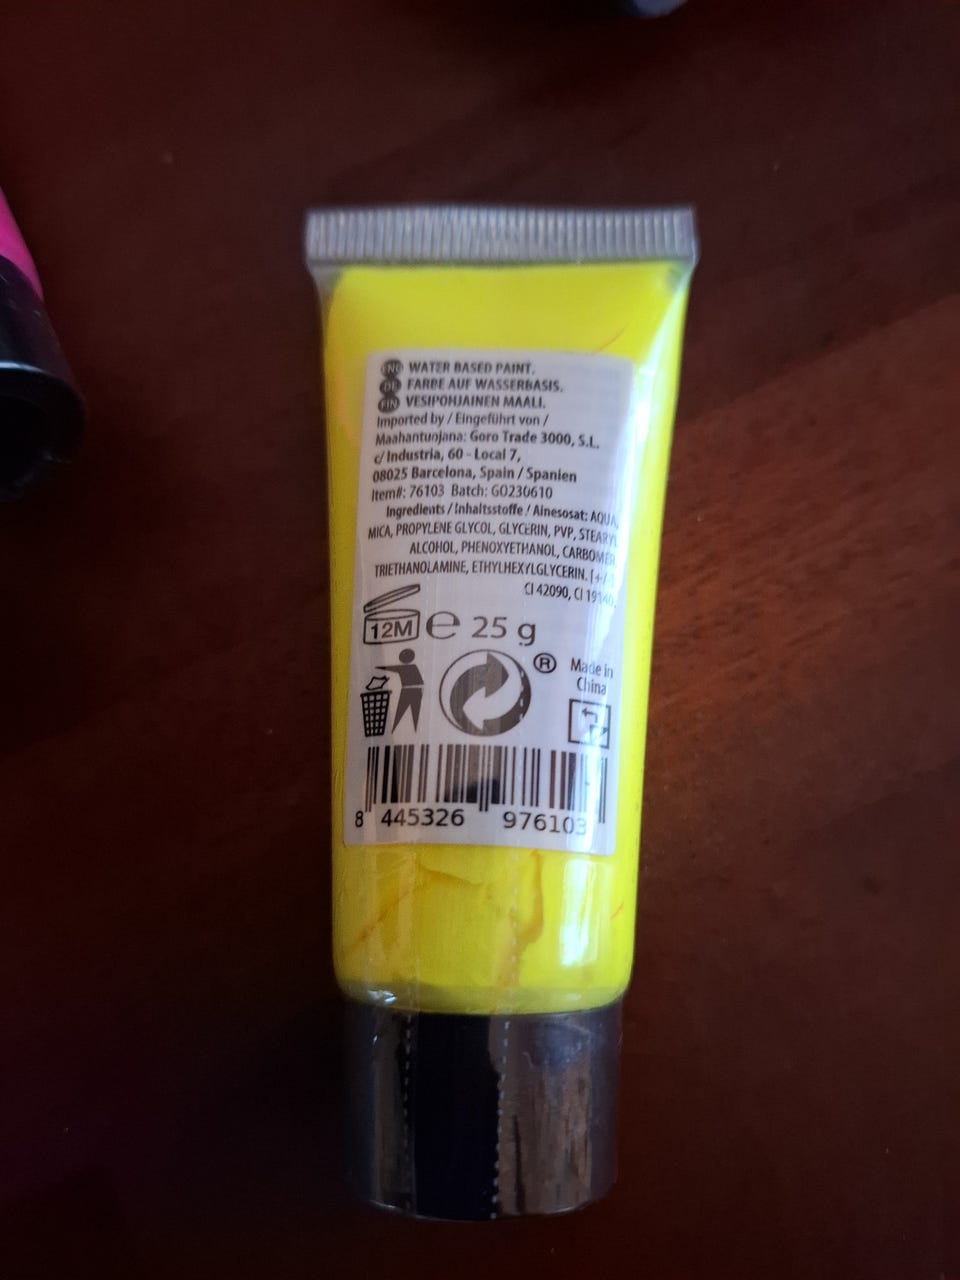 ENG WATER BASED PAINT.
DE FARBE AUF WASSERBASIS.
FIN VESIPOHJAINEN MAALI.
Imported by / Eingeführt von /
Maahantuojana: Goro Trade 3000, S.L.
c/ Industria, 60 - Local 7,
08025 Barcelona, Spain / Spanien
Item#: 76103 Batch: GO230610
Ingredients / Inhaltsstoffe / Ainesosat: AQUA,
MICA, PROPYLENE GLYCOL, GLYCERIN, PVP, STEARYL
ALCOHOL, PHENOXYETHANOL, CARBOMER
TRIETHANOLAMINE, ETHYLHEXYLGLYCERIN. [+/-
CI 42090, CI 19140,
12M e 25 g
® Made in
China
8 445326 976103